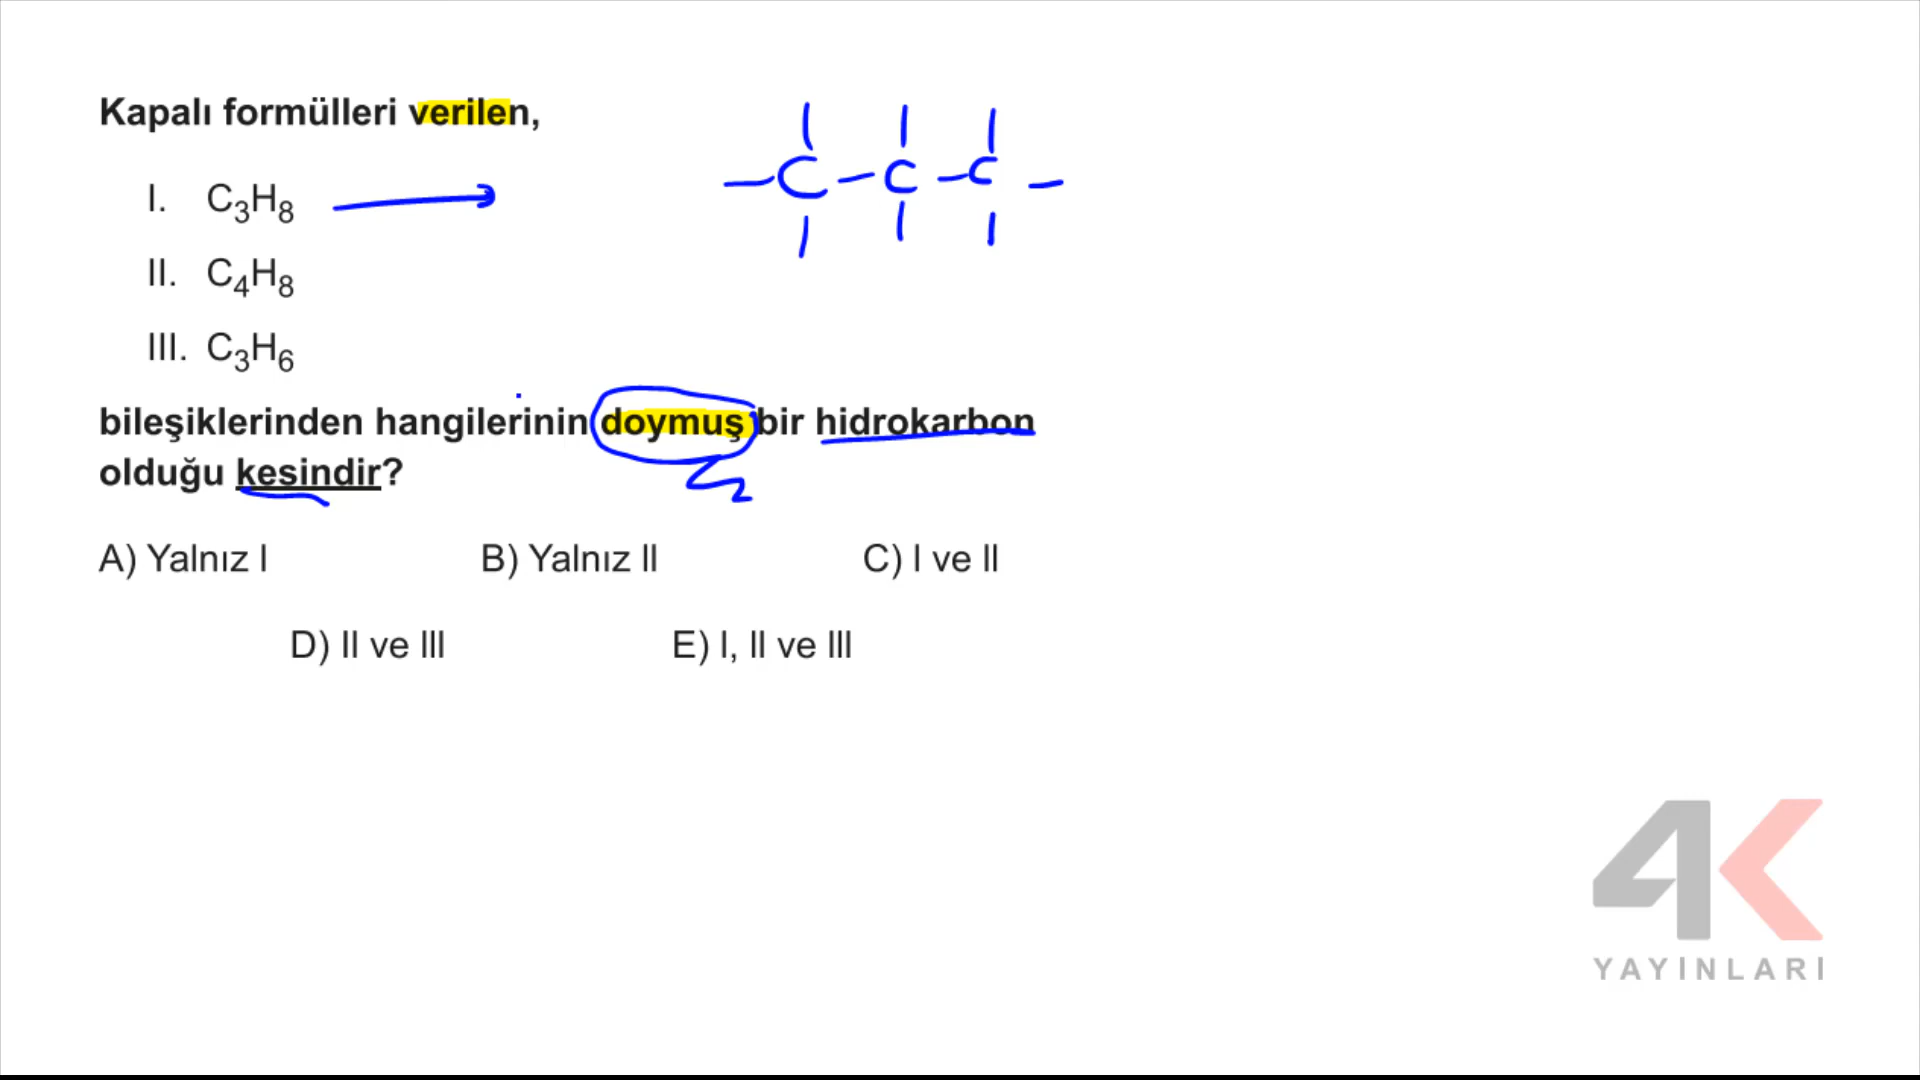 Kapalı formülleri verilen,
I. C₃H₈
– C – C – C –
II. C₄H₈
III. C₃H₆
bileşiklerinden hangilerinin doymuş bir hidrokarbon
olduğu kesindir?
A) Yalnız I B) Yalnız II C) I ve II
D) II ve III E) I, II ve III
4K
YAYINLARI